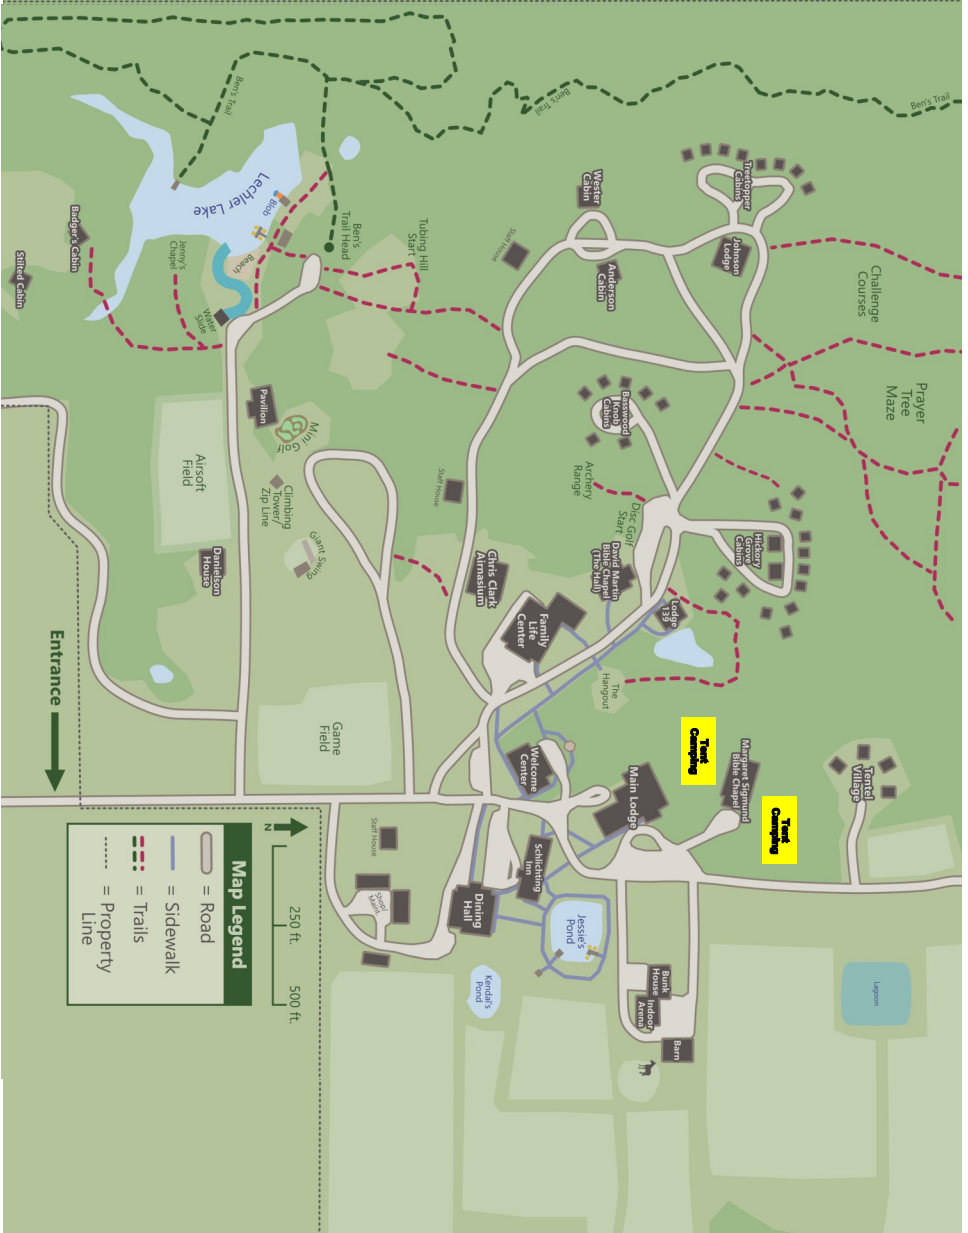 Ben's Trail
Ben's Trail
Ben's Trail
Lechler Lake
Blob
Beach
Ben's
Trail Head
Tubing Hill
Start
Jenny's
Chapel
Water
Slide
Badger's Cabin
Stilted Cabin
Wester
Cabin
Staff House
Anderson
Cabin
Treetopper
Cabins
Johnson
Lodge
Challenge
Courses
Prayer
Tree
Maze
Basswood
Knob
Cabins
Archery
Range
Disc Golf
Start
Hickory
Grove
Cabins
Pavilion
Mini Golf
Airsoft
Field
Climbing
Tower/
Zip Line
Giant Swing
Danielson
House
Staff House
Chris Clark
Airnasium
David Martin
Bible Chapel
(The Hall)
Family
Life
Center
Lodge
139
The
Hangout
Entrance
Game
Field
Welcome
Center
Main Lodge
Tent
Camping
Margaret Sigmund
Bible Chapel
Tent
Camping
Tentel
Village
Staff House
Shop/
Maint.
Schlichting
Inn
Dining
Hall
Jessie's
Pond
Kendal's
Pond
Bunk
House
Indoor
Arena
Barn
Lagoon
N
250 ft.
500 ft.
Map Legend
= Road
= Sidewalk
= Trails
= Property
Line